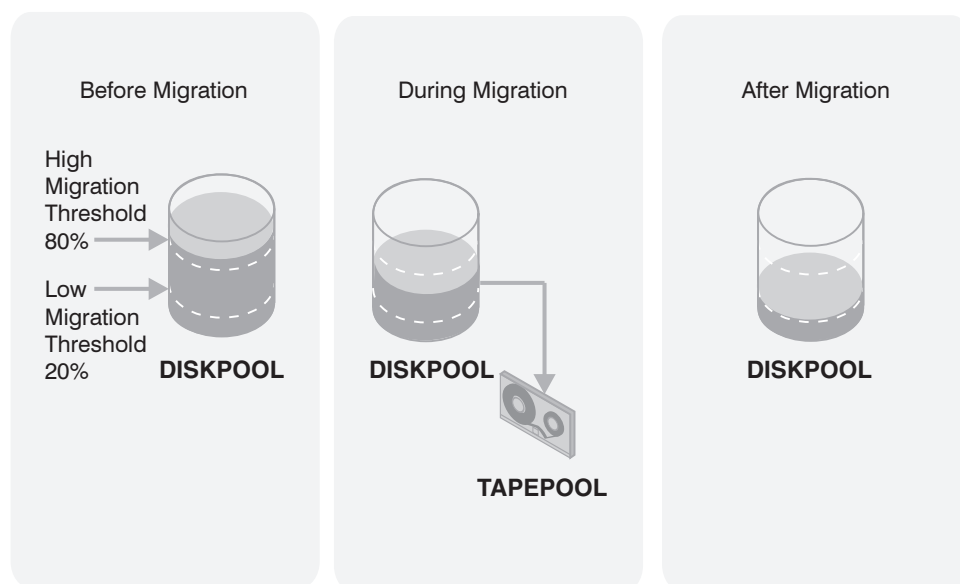 Before Migration
High
Migration
Threshold
80%
Low
Migration
Threshold
20%
DISKPOOL
During Migration
DISKPOOL
TAPEPOOL
After Migration
DISKPOOL